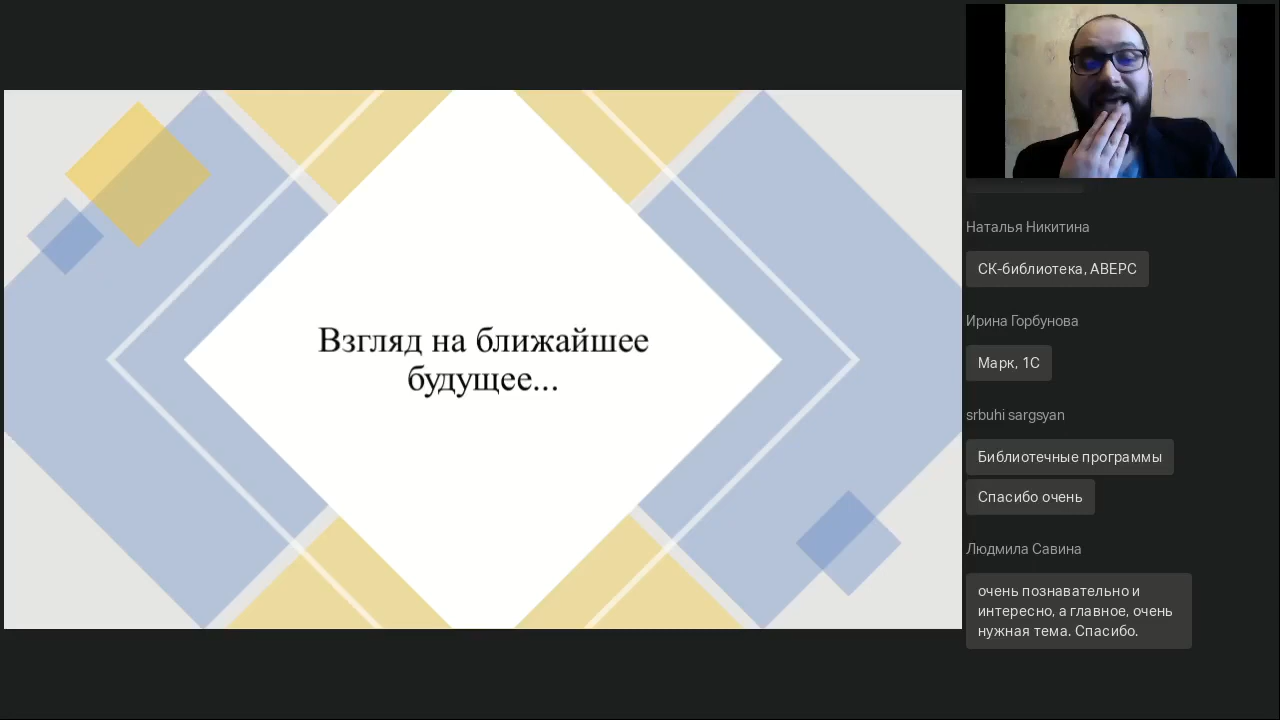 Взгляд на ближайшее
будущее...
Наталья Никитина
СК-библиотека, АВЕРС
Ирина Горбунова
Марк, 1С
srbuhi sargsyan
Библиотечные программы
Спасибо очень
Людмила Савина
очень познавательно и
интересно, а главное, очень
нужная тема. Спасибо.